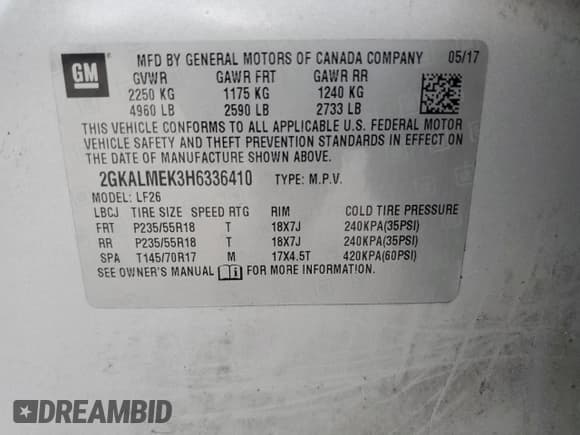 GM
MFD BY GENERAL MOTORS OF CANADA COMPANY 05/17
GVWR GAWR FRT GAWR RR
2250 KG 1175 KG 1240 KG
4960 LB 2590 LB 2733 LB
THIS VEHICLE CONFORMS TO ALL APPLICABLE U.S. FEDERAL MOTOR
VEHICLE SAFETY AND THEFT PREVENTION STANDARDS IN EFFECT ON
THE DATE OF MANUFACTURE SHOWN ABOVE.
2GKALMEK3H6336410 TYPE: M.P.V.
MODEL: LF26
LBCJ TIRE SIZE SPEED RTG RIM COLD TIRE PRESSURE
FRT P235/55R18 T 18X7J 240KPA(35PSI)
RR P235/55R18 T 18X7J 240KPA(35PSI)
SPA T145/70R17 M 17X4.5T 420KPA(60PSI)
SEE OWNER'S MANUAL FOR MORE INFORMATION.
DREAMBID